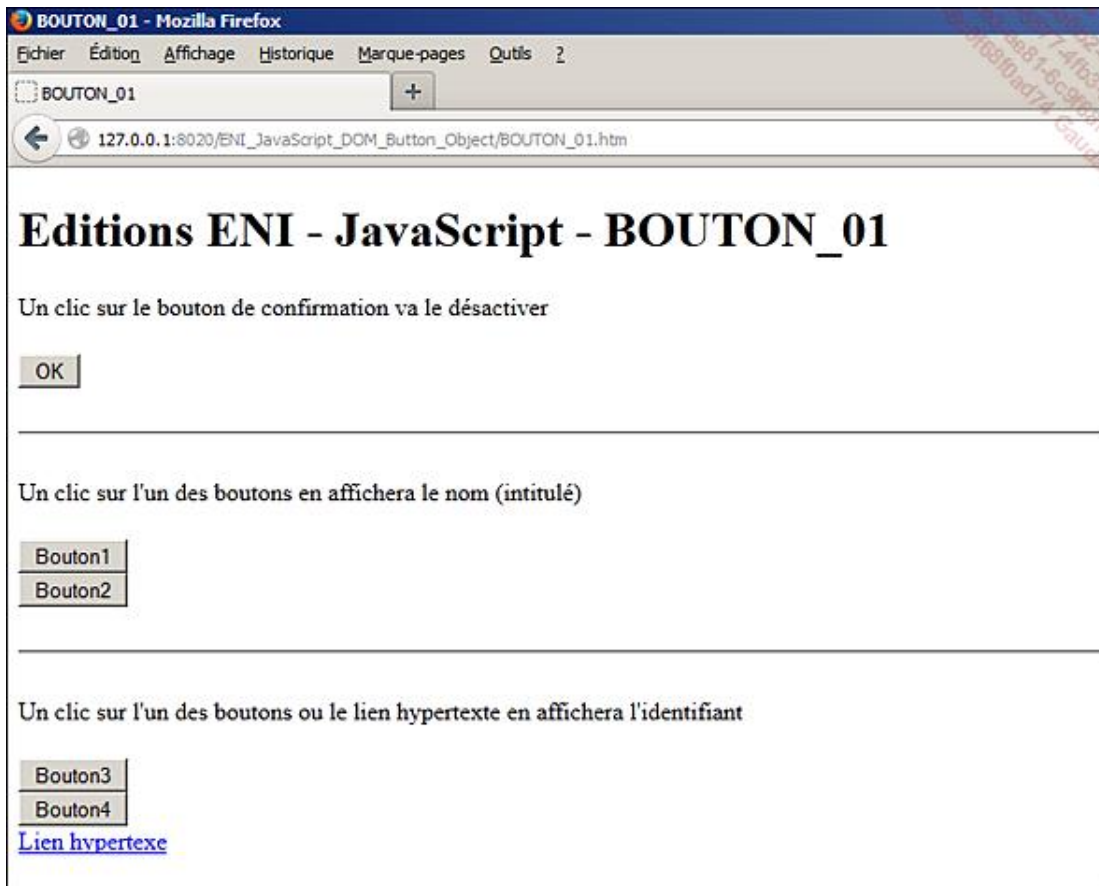 BOUTON_01 - Mozilla Firefox
Fichier Édition Affichage Historique Marque-pages Outils ?
BOUTON_01 +
127.0.0.1:8020/ENI_JavaScript_DOM_Button_Object/BOUTON_01.htm
Editions ENI - JavaScript - BOUTON_01
Un clic sur le bouton de confirmation va le désactiver
OK
Un clic sur l'un des boutons en affichera le nom (intitulé)
Bouton1
Bouton2
Un clic sur l'un des boutons ou le lien hypertexte en affichera l'identifiant
Bouton3
Bouton4
Lien hypertexe